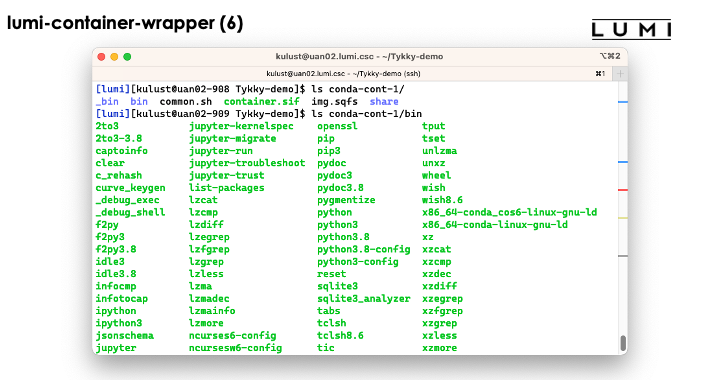 lumi-container-wrapper (6)
LUMI
kulust@uan02.lumi.csc - ~/Tykky-demo
⌥⌘2
kulust@uan02.lumi.csc - ~/Tykky-demo (ssh)
⌘1
+
[lumi][kulust@uan02-908 Tykky-demo]$ ls conda-cont-1/
_bin bin common.sh container.sif img.sqfs share
[lumi][kulust@uan02-909 Tykky-demo]$ ls conda-cont-1/bin
2to3 jupyter-kernelspec openssl tput
2to3-3.8 jupyter-migrate pip tset
captoinfo jupyter-run pip3 unlzma
clear jupyter-troubleshoot pydoc unxz
c_rehash jupyter-trust pydoc3 wheel
curve_keygen list-packages pydoc3.8 wish
_debug_exec lzcat pygmentize wish8.6
_debug_shell lzcmp python x86_64-conda_cos6-linux-gnu-ld
f2py lzdiff python3 x86_64-conda-linux-gnu-ld
f2py3 lzegrep python3.8 xz
f2py3.8 lzfgrep python3.8-config xzcat
idle3 lzgrep python3-config xzcmp
idle3.8 lzless reset xzdec
infocmp lzma sqlite3 xzdiff
infotocap lzmadec sqlite3_analyzer xzegrep
ipython lzmainfo tabs xzfgrep
ipython3 lzmore tclsh xzgrep
jsonschema ncurses6-config tclsh8.6 xzless
jupyter ncursesw6-config tic xzmore